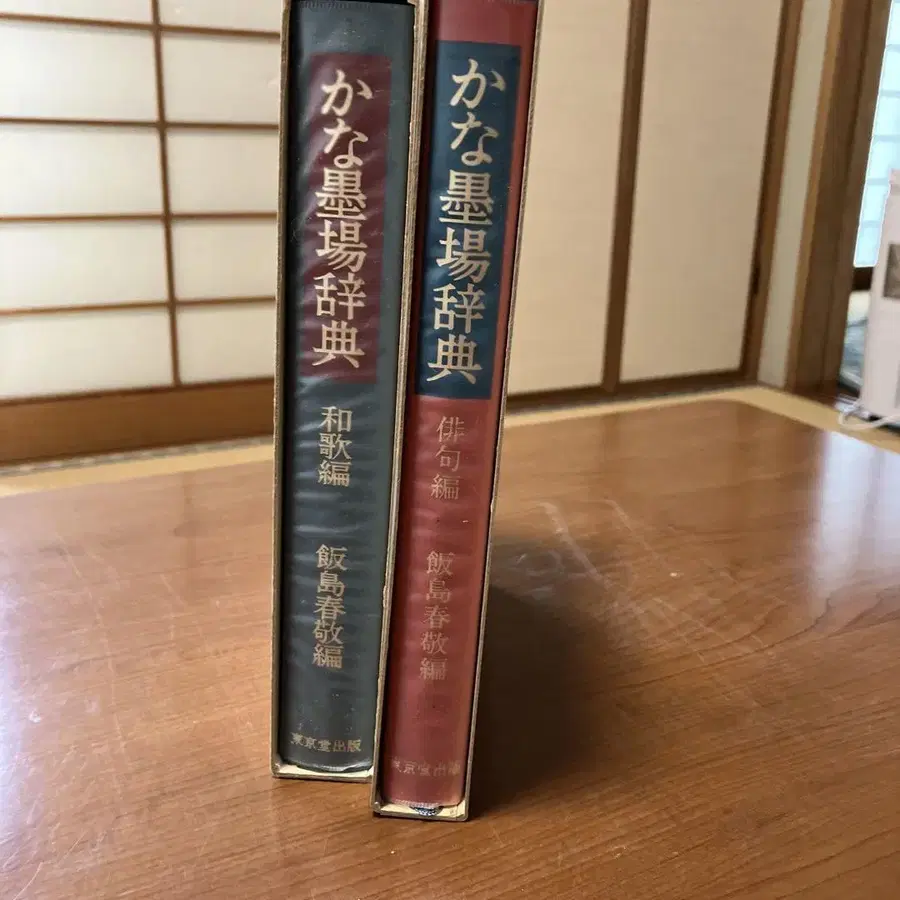 かな墨場辞典
和歌編
飯島春敬編
東京堂出版
かな墨場辞典
俳句編
飯島春敬編
東京堂出版